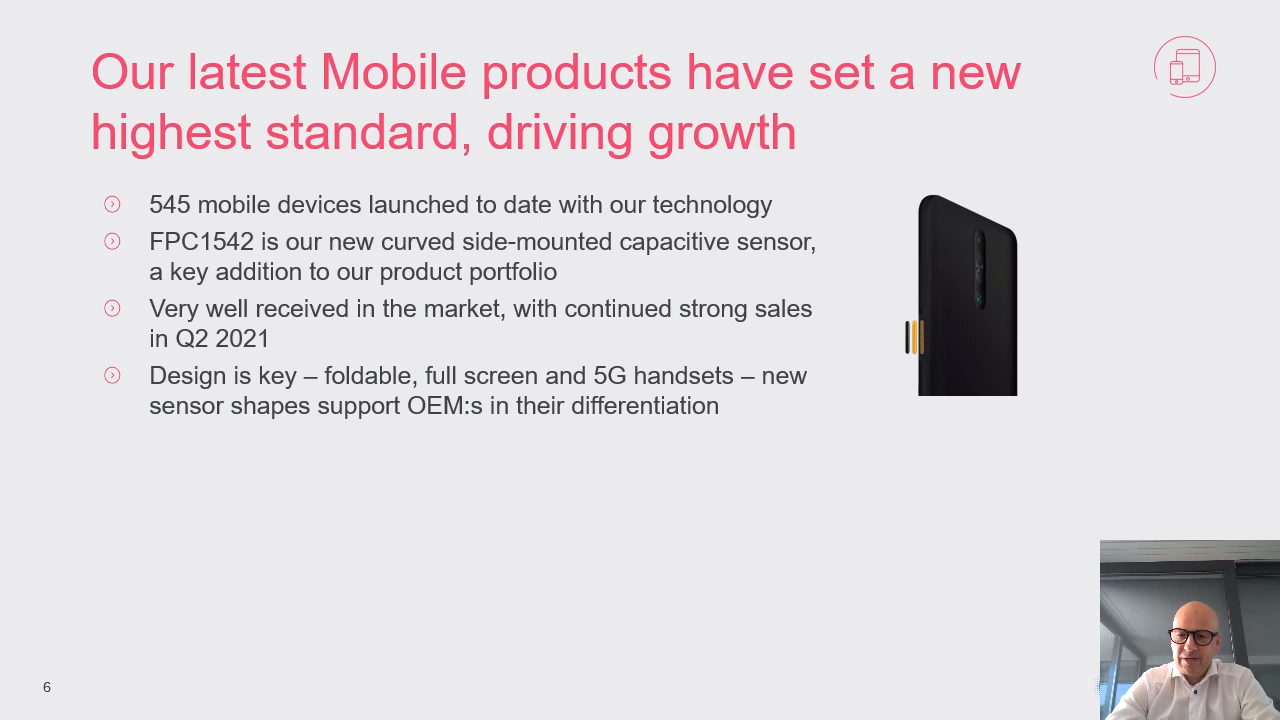 Our latest Mobile products have set a new
highest standard, driving growth
545 mobile devices launched to date with our technology
FPC1542 is our new curved side-mounted capacitive sensor,
a key addition to our product portfolio
Very well received in the market, with continued strong sales
in Q2 2021
Design is key – foldable, full screen and 5G handsets – new
sensor shapes support OEM:s in their differentiation
6